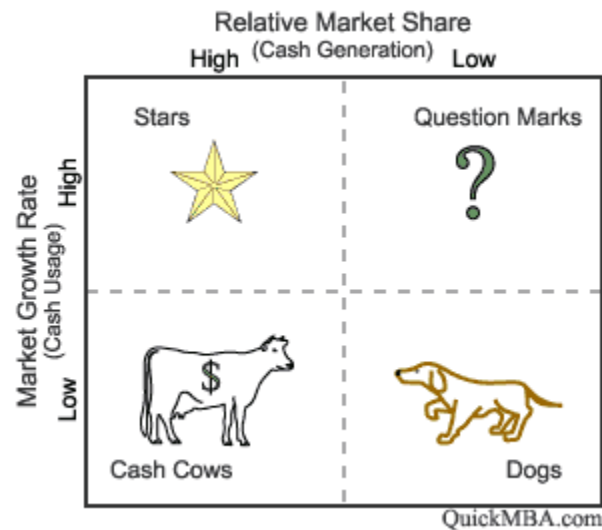 Relative Market Share
(Cash Generation)
High
Low
Market Growth Rate
(Cash Usage)
High
Low
Stars
Question Marks
?
$
Cash Cows
Dogs
QuickMBA.com